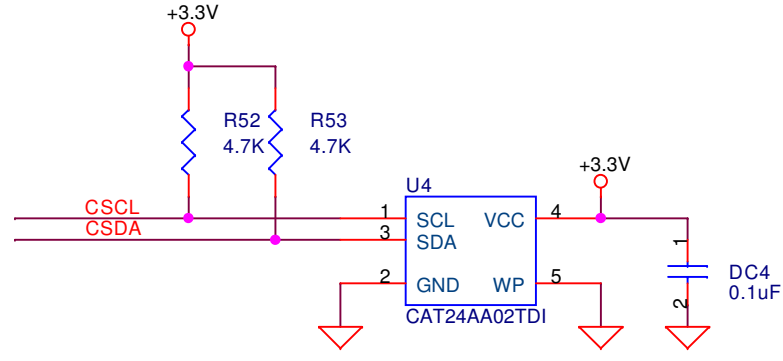 +3.3V
R52
4.7K
R53
4.7K
+3.3V
U4
CSCL
1
SCL
VCC
4
CSDA
3
SDA
1
2
GND
WP
5
DC4
0.1uF
2
CAT24AA02TDI